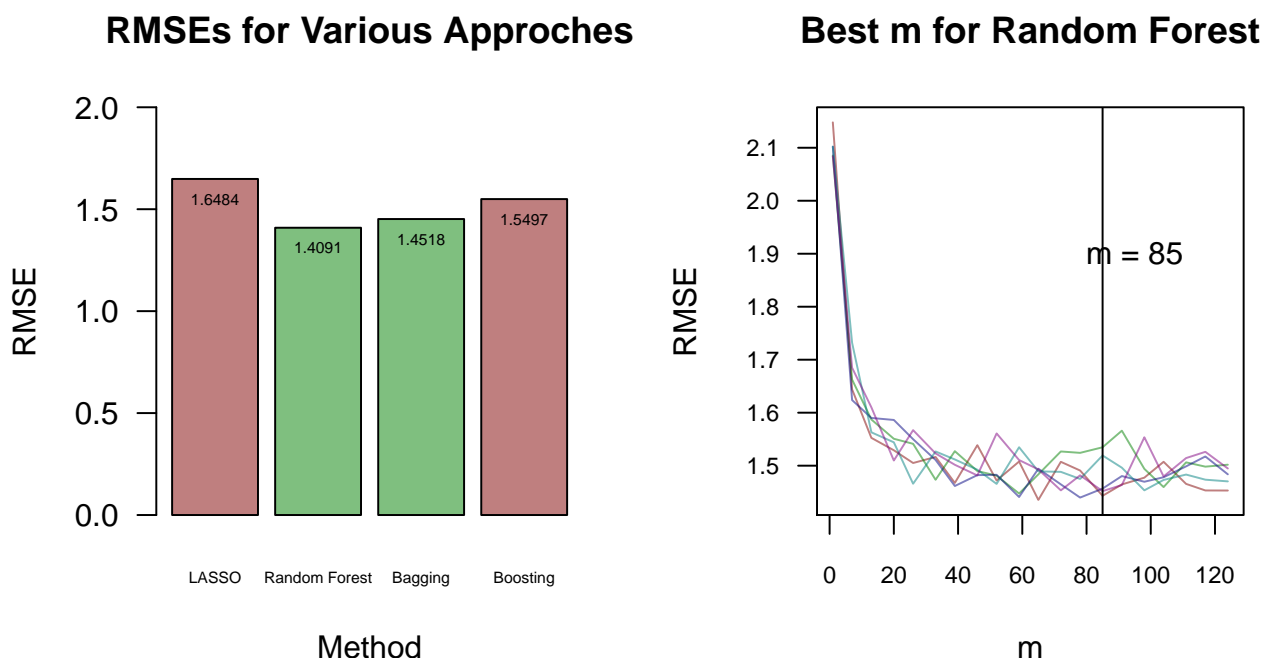 RMSEs for Various Approches
2.0
1.5
1.0
0.5
0.0
RMSE
1.6484
1.4091
1.4518
1.5497
LASSO Random Forest Bagging Boosting
Method
Best m for Random Forest
2.1
2.0
1.9
1.8
1.7
1.6
1.5
RMSE
m = 85
0 20 40 60 80 100 120
m